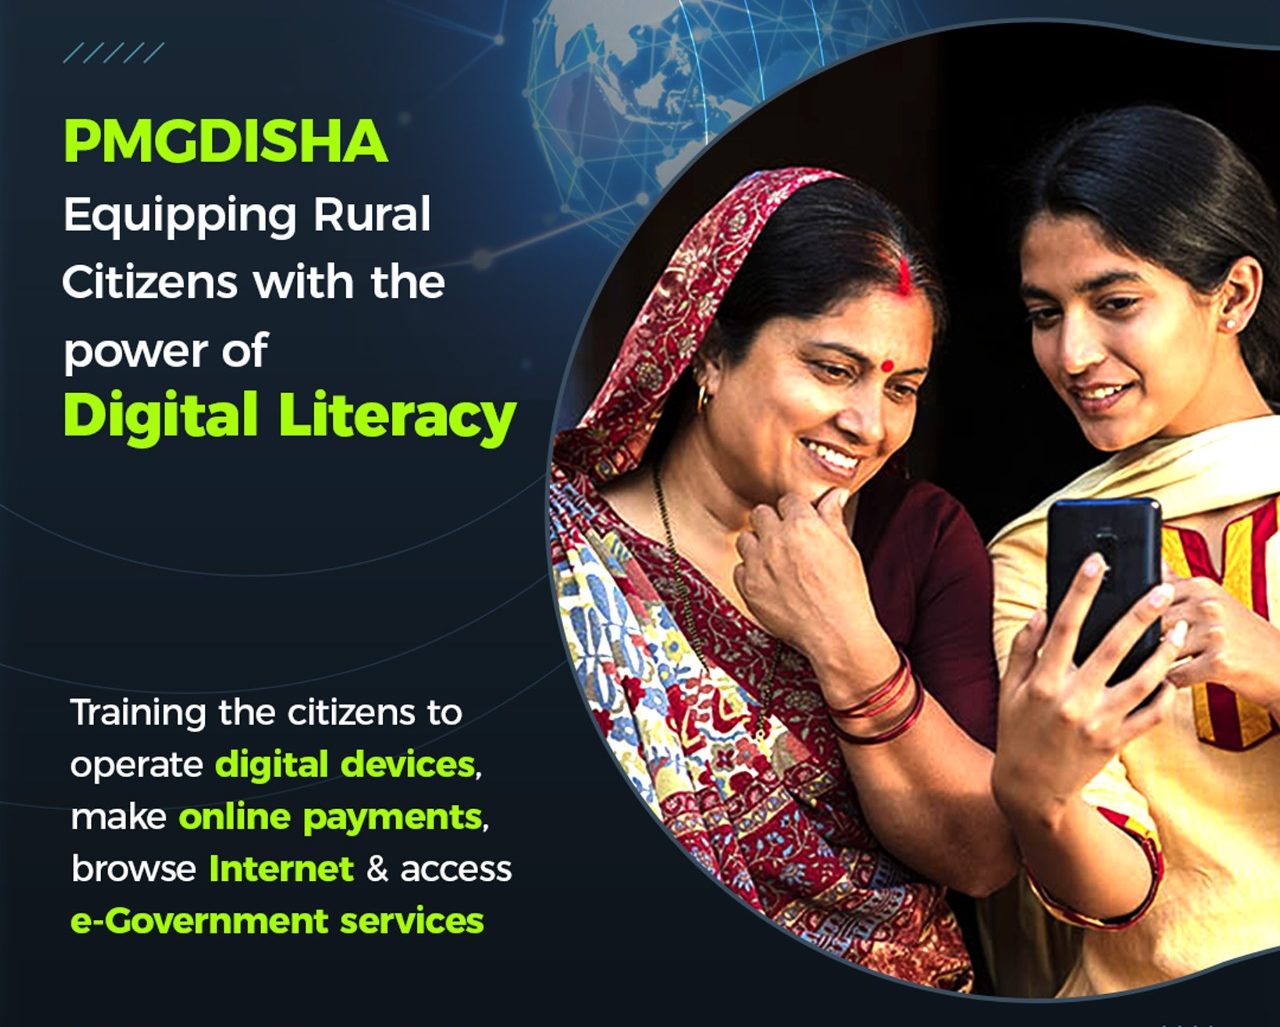 PMGDISHA
Equipping Rural
Citizens with the
power of
Digital Literacy
Training the citizens to
operate digital devices,
make online payments,
browse Internet & access
e-Government services